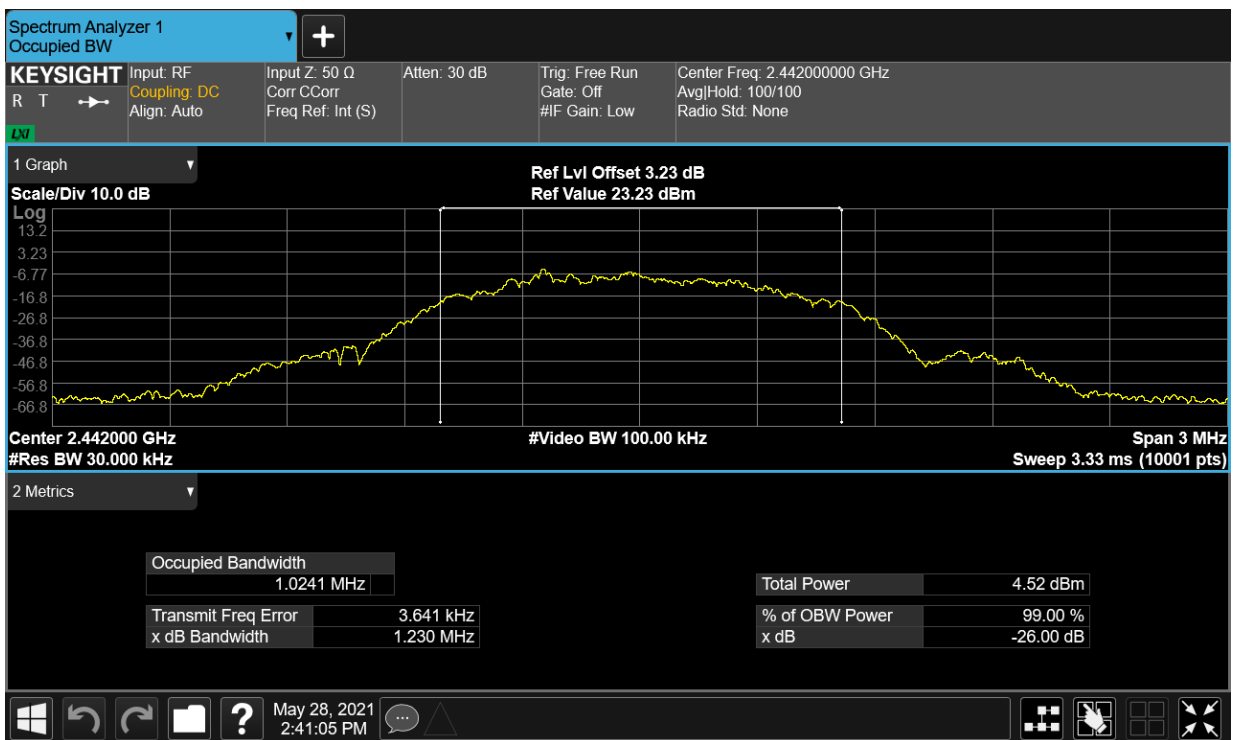 Spectrum Analyzer 1
Occupied BW
▼
+
KEYSIGHT
R T
LXI
Input: RF
Coupling: DC
Align: Auto
Input Z: 50 Ω
Corr CCorr
Freq Ref: Int (S)
Atten: 30 dB
Trig: Free Run
Gate: Off
#IF Gain: Low
Center Freq: 2.442000000 GHz
Avg|Hold: 100/100
Radio Std: None
1 Graph ▼
Scale/Div 10.0 dB
Ref Lvl Offset 3.23 dB
Ref Value 23.23 dBm
Log
13.2
3.23
-6.77
-16.8
-26.8
-36.8
-46.8
-56.8
-66.8
Center 2.442000 GHz
#Res BW 30.000 kHz
#Video BW 100.00 kHz
Span 3 MHz
Sweep 3.33 ms (10001 pts)
2 Metrics ▼
Occupied Bandwidth
1.0241 MHz
Total Power 4.52 dBm
Transmit Freq Error 3.641 kHz
% of OBW Power 99.00 %
x dB Bandwidth 1.230 MHz
x dB -26.00 dB
?
May 28, 2021
2:41:05 PM